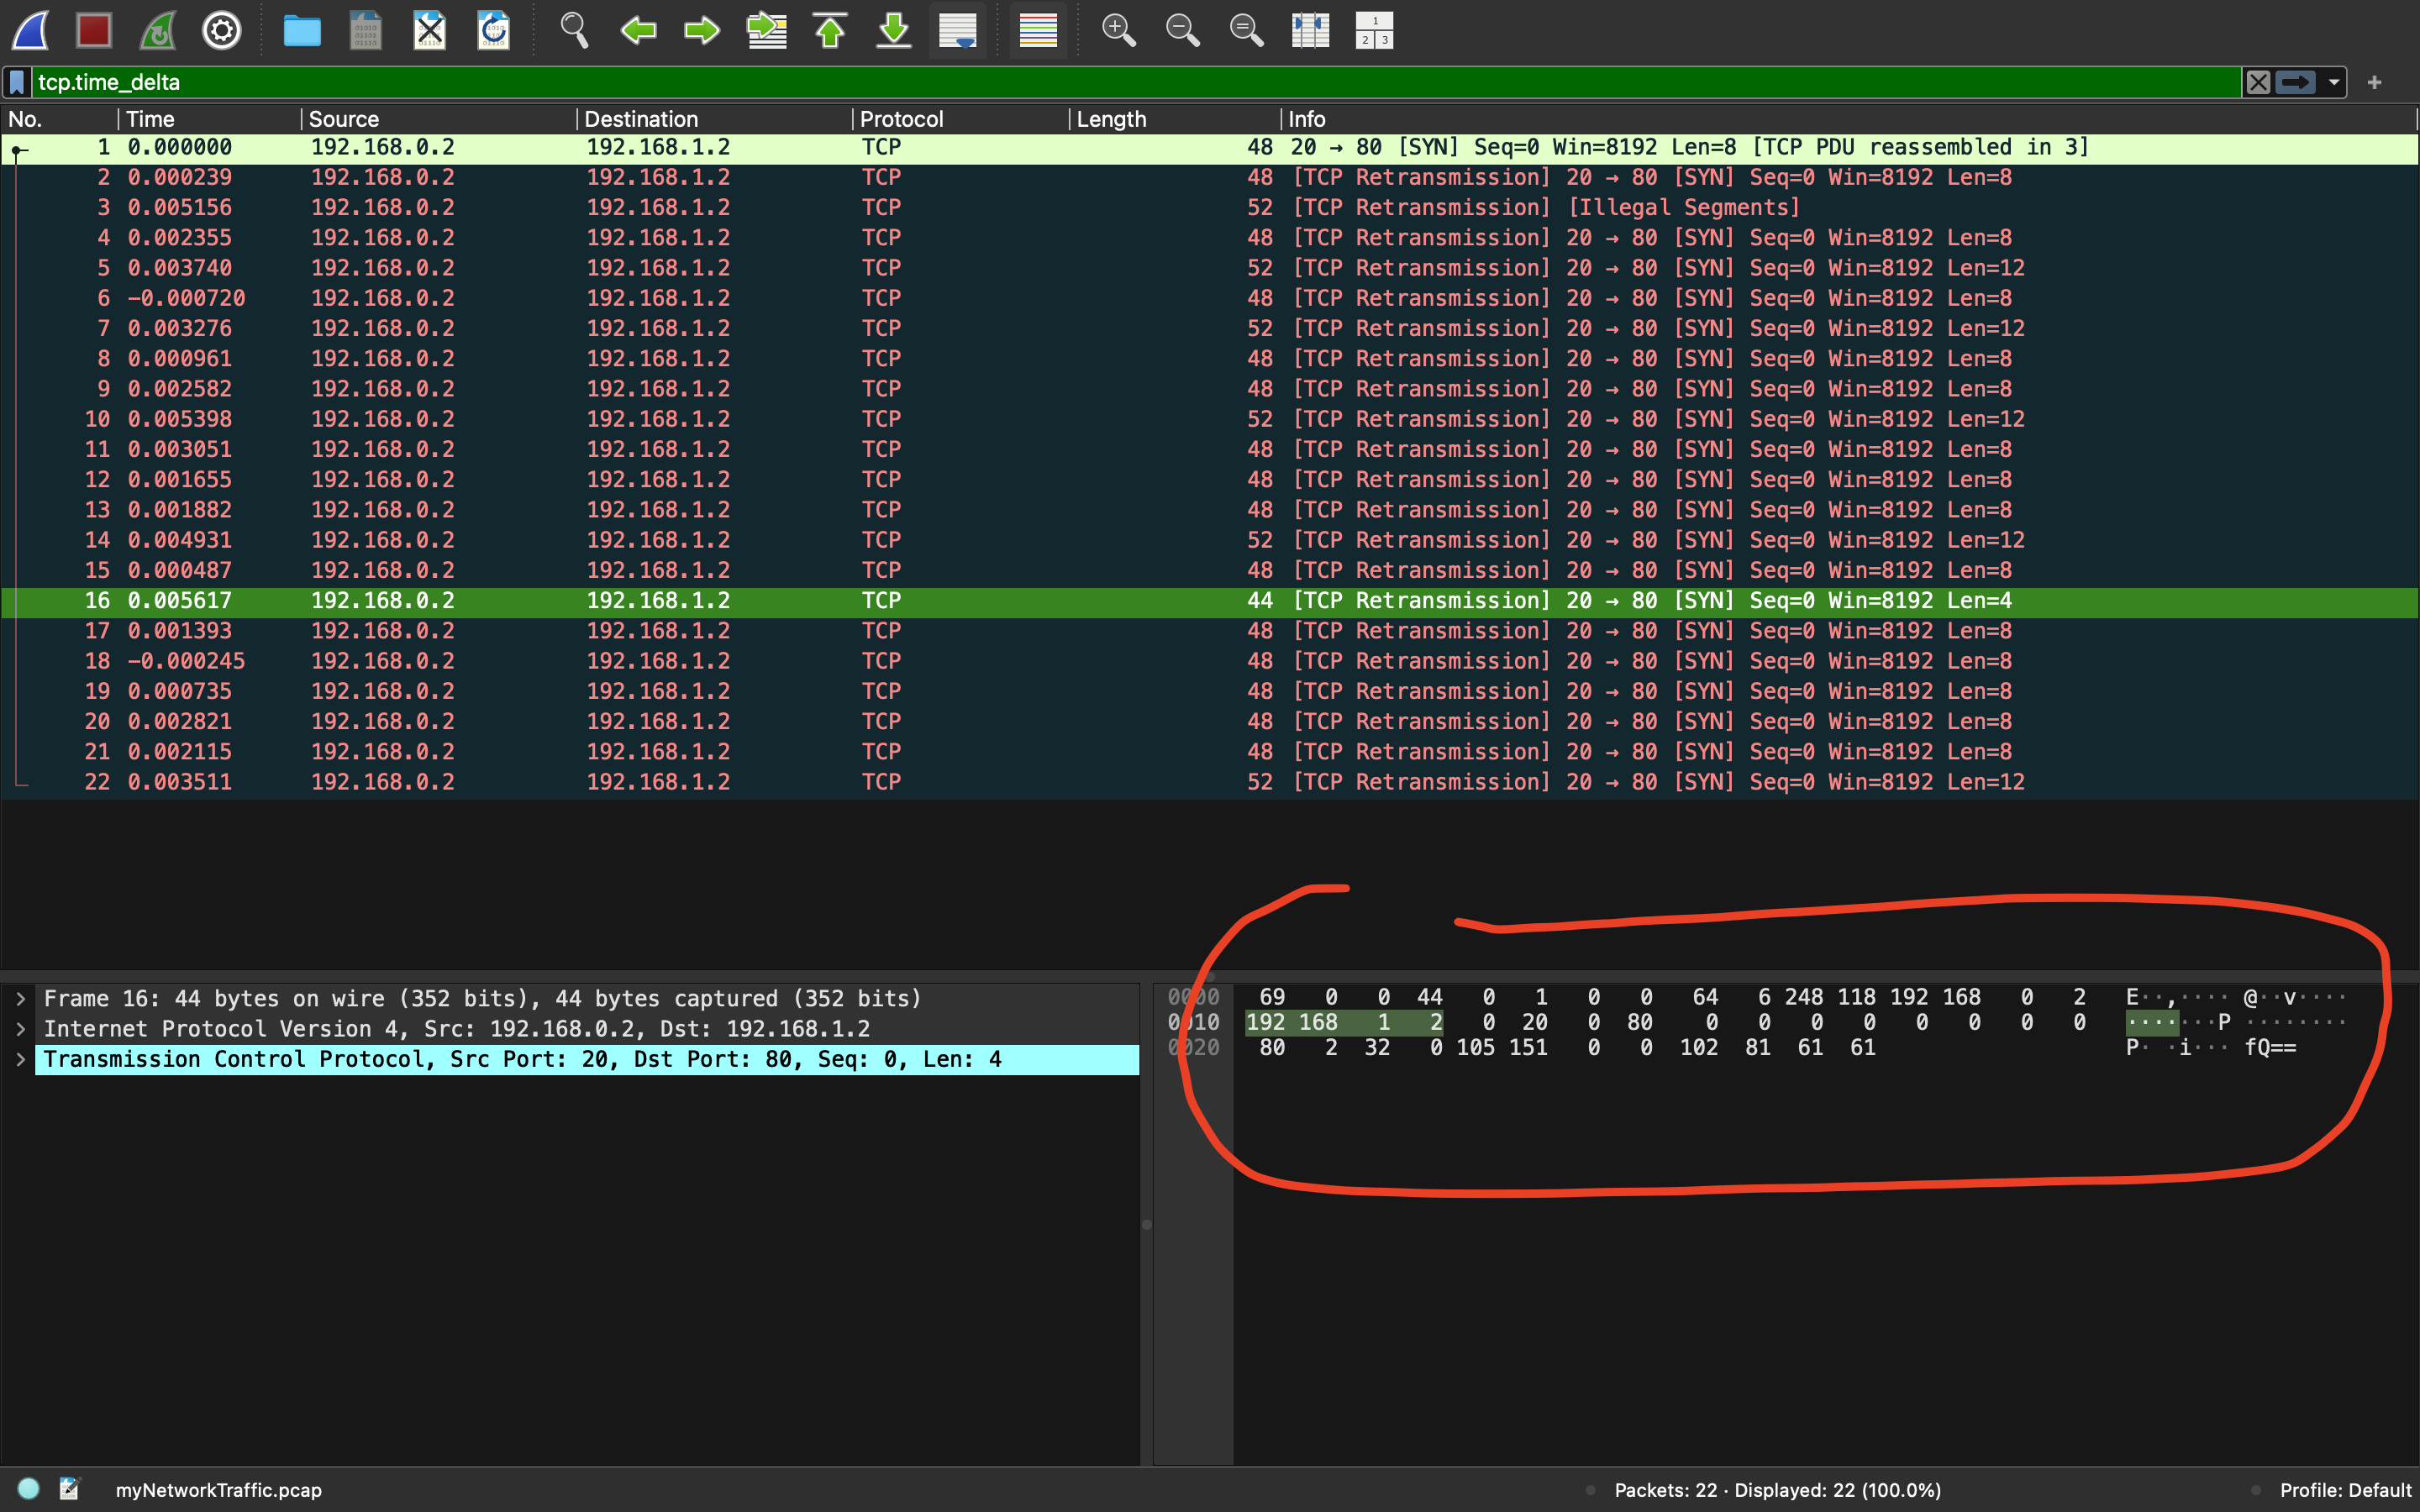 tcp.time_delta
No. Time Source Destination Protocol Length Info
1 0.000000 192.168.0.2 192.168.1.2 TCP 48 20 → 80 [SYN] Seq=0 Win=8192 Len=8 [TCP PDU reassembled in 3]
2 0.000239 192.168.0.2 192.168.1.2 TCP 48 [TCP Retransmission] 20 → 80 [SYN] Seq=0 Win=8192 Len=8
3 0.005156 192.168.0.2 192.168.1.2 TCP 52 [TCP Retransmission] [Illegal Segments]
4 0.002355 192.168.0.2 192.168.1.2 TCP 48 [TCP Retransmission] 20 → 80 [SYN] Seq=0 Win=8192 Len=8
5 0.003740 192.168.0.2 192.168.1.2 TCP 52 [TCP Retransmission] 20 → 80 [SYN] Seq=0 Win=8192 Len=12
6 -0.000720 192.168.0.2 192.168.1.2 TCP 48 [TCP Retransmission] 20 → 80 [SYN] Seq=0 Win=8192 Len=8
7 0.003276 192.168.0.2 192.168.1.2 TCP 52 [TCP Retransmission] 20 → 80 [SYN] Seq=0 Win=8192 Len=12
8 0.000961 192.168.0.2 192.168.1.2 TCP 48 [TCP Retransmission] 20 → 80 [SYN] Seq=0 Win=8192 Len=8
9 0.002582 192.168.0.2 192.168.1.2 TCP 48 [TCP Retransmission] 20 → 80 [SYN] Seq=0 Win=8192 Len=8
10 0.005398 192.168.0.2 192.168.1.2 TCP 52 [TCP Retransmission] 20 → 80 [SYN] Seq=0 Win=8192 Len=12
11 0.003051 192.168.0.2 192.168.1.2 TCP 48 [TCP Retransmission] 20 → 80 [SYN] Seq=0 Win=8192 Len=8
12 0.001655 192.168.0.2 192.168.1.2 TCP 48 [TCP Retransmission] 20 → 80 [SYN] Seq=0 Win=8192 Len=8
13 0.001882 192.168.0.2 192.168.1.2 TCP 48 [TCP Retransmission] 20 → 80 [SYN] Seq=0 Win=8192 Len=8
14 0.004931 192.168.0.2 192.168.1.2 TCP 52 [TCP Retransmission] 20 → 80 [SYN] Seq=0 Win=8192 Len=12
15 0.000487 192.168.0.2 192.168.1.2 TCP 48 [TCP Retransmission] 20 → 80 [SYN] Seq=0 Win=8192 Len=8
16 0.005617 192.168.0.2 192.168.1.2 TCP 44 [TCP Retransmission] 20 → 80 [SYN] Seq=0 Win=8192 Len=4
17 0.001393 192.168.0.2 192.168.1.2 TCP 48 [TCP Retransmission] 20 → 80 [SYN] Seq=0 Win=8192 Len=8
18 -0.000245 192.168.0.2 192.168.1.2 TCP 48 [TCP Retransmission] 20 → 80 [SYN] Seq=0 Win=8192 Len=8
19 0.000735 192.168.0.2 192.168.1.2 TCP 48 [TCP Retransmission] 20 → 80 [SYN] Seq=0 Win=8192 Len=8
20 0.002821 192.168.0.2 192.168.1.2 TCP 48 [TCP Retransmission] 20 → 80 [SYN] Seq=0 Win=8192 Len=8
21 0.002115 192.168.0.2 192.168.1.2 TCP 48 [TCP Retransmission] 20 → 80 [SYN] Seq=0 Win=8192 Len=8
22 0.003511 192.168.0.2 192.168.1.2 TCP 52 [TCP Retransmission] 20 → 80 [SYN] Seq=0 Win=8192 Len=12
Frame 16: 44 bytes on wire (352 bits), 44 bytes captured (352 bits)
Internet Protocol Version 4, Src: 192.168.0.2, Dst: 192.168.1.2
Transmission Control Protocol, Src Port: 20, Dst Port: 80, Seq: 0, Len: 4
0000 69 0 0 44 0 1 0 0 64 6 248 118 192 168 0 2 E··,···· @··v····
0010 192 168 1 2 0 20 0 80 0 0 0 0 0 0 0 0 ·······P ········
0020 80 2 32 0 105 151 0 0 102 81 61 61 P· ·i··· fQ==
myNetworkTraffic.pcap
Packets: 22 · Displayed: 22 (100.0%)
Profile: Default